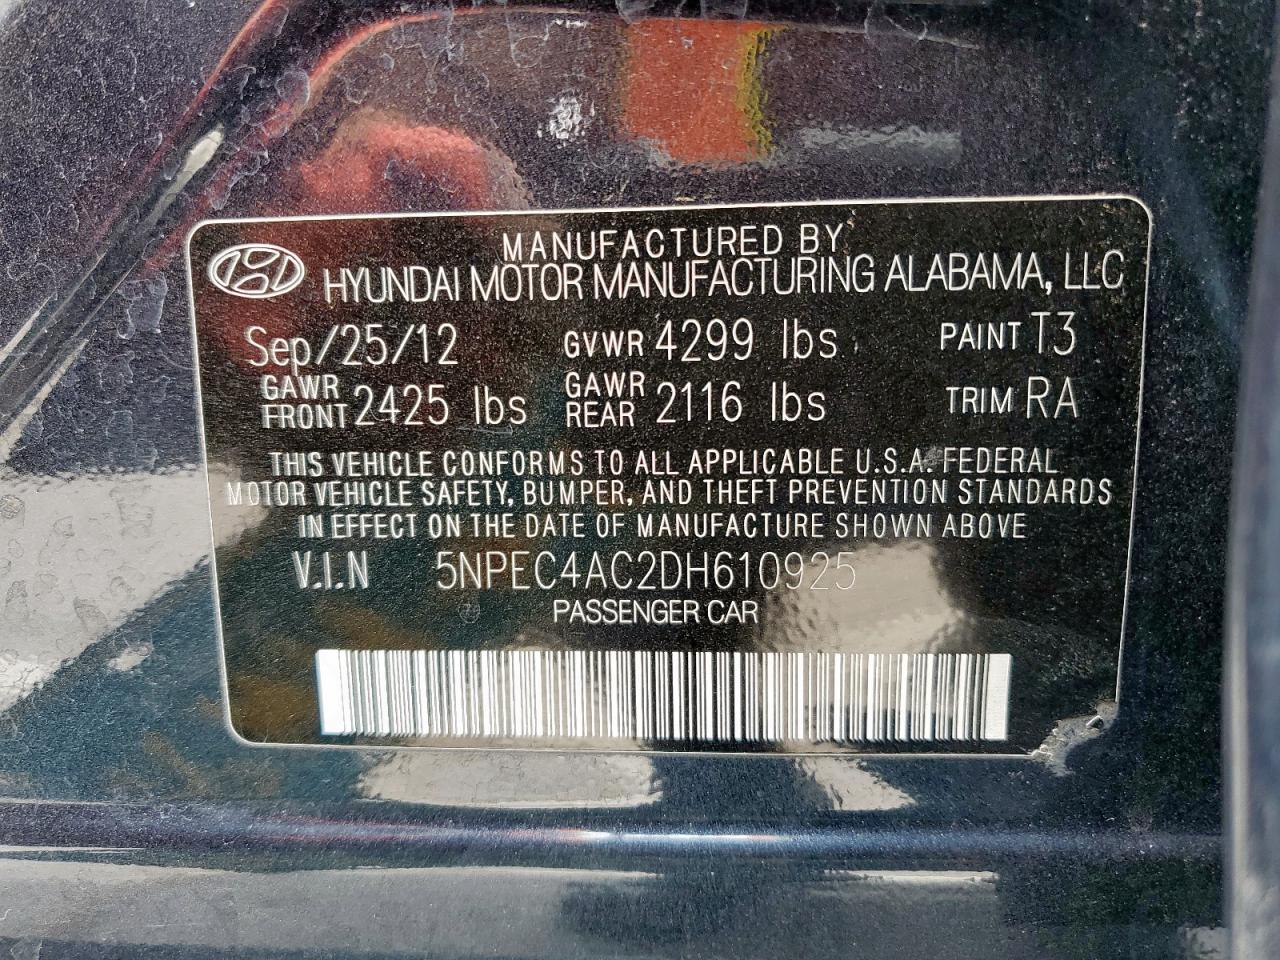 MANUFACTURED BY
HYUNDAI MOTOR MANUFACTURING ALABAMA, LLC
Sep/25/12 GVWR 4299 lbs PAINT T3
GAWR FRONT 2425 lbs GAWR REAR 2116 lbs TRIM RA
THIS VEHICLE CONFORMS TO ALL APPLICABLE U.S.A. FEDERAL
MOTOR VEHICLE SAFETY, BUMPER, AND THEFT PREVENTION STANDARDS
IN EFFECT ON THE DATE OF MANUFACTURE SHOWN ABOVE
V.I.N 5NPEC4AC2DH610925
PASSENGER CAR